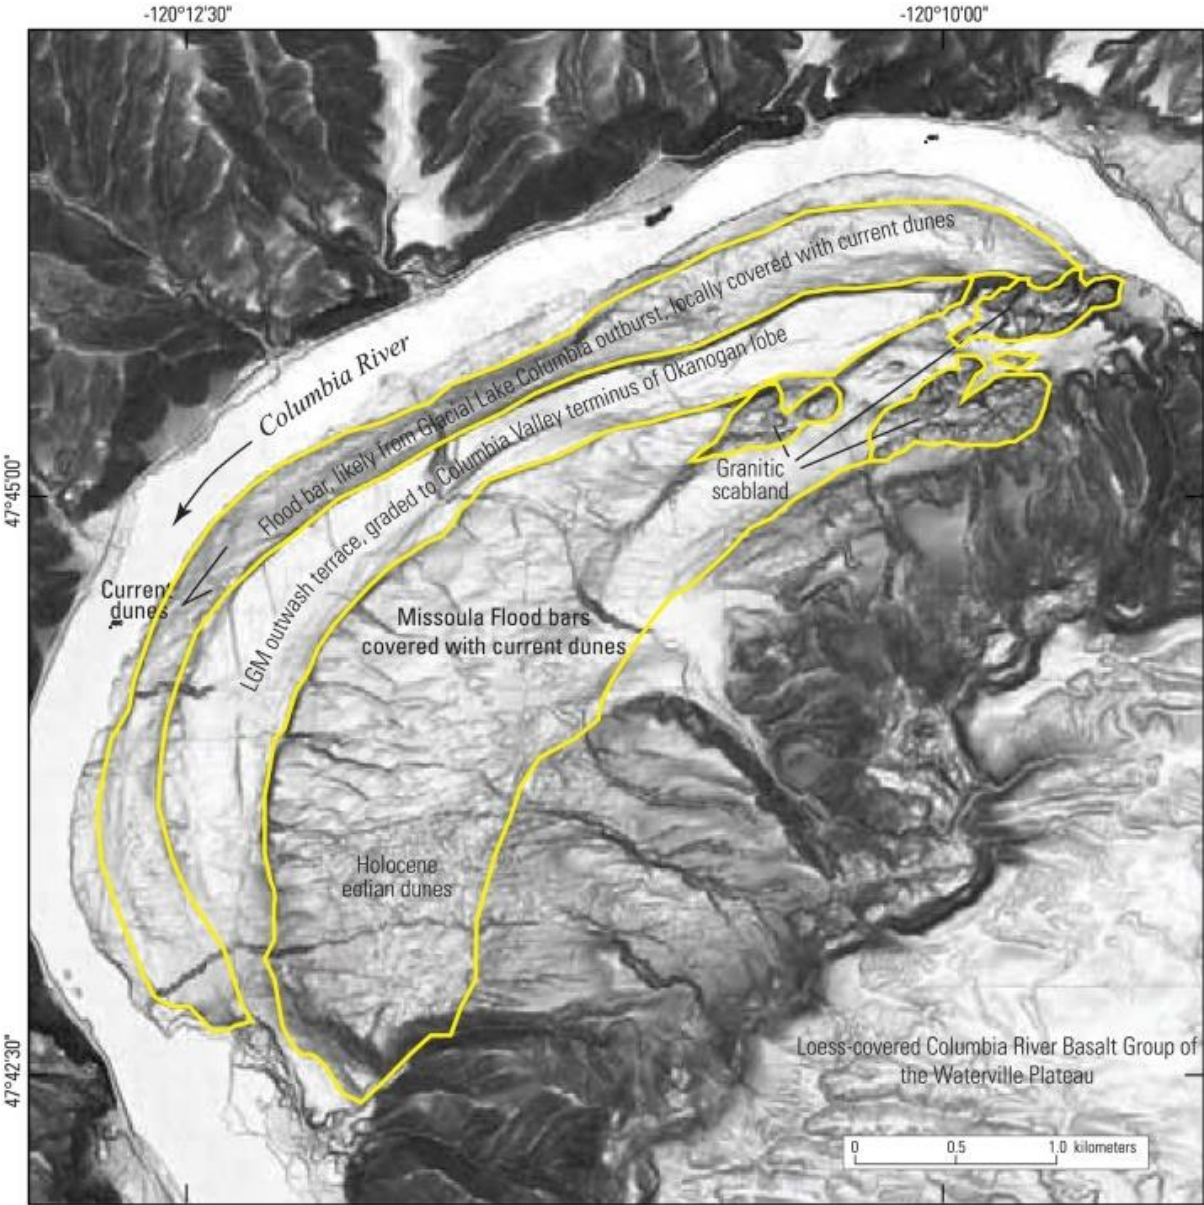 -120°12'30"
-120°10'00"
Flood bar, likely from Glacial Lake Columbia outburst, locally covered with current dunes
Columbia River
LGM outwash terrace, graded to Columbia Valley terminus of Okanogan lobe
47°45'00"
Granitic
scabland
Current
dunes
Missoula Flood bars
covered with current dunes
Holocene
eolian dunes
47°42'30"
Loess-covered Columbia River Basalt Group of
the Waterville Plateau
0 0.5 1.0 kilometers